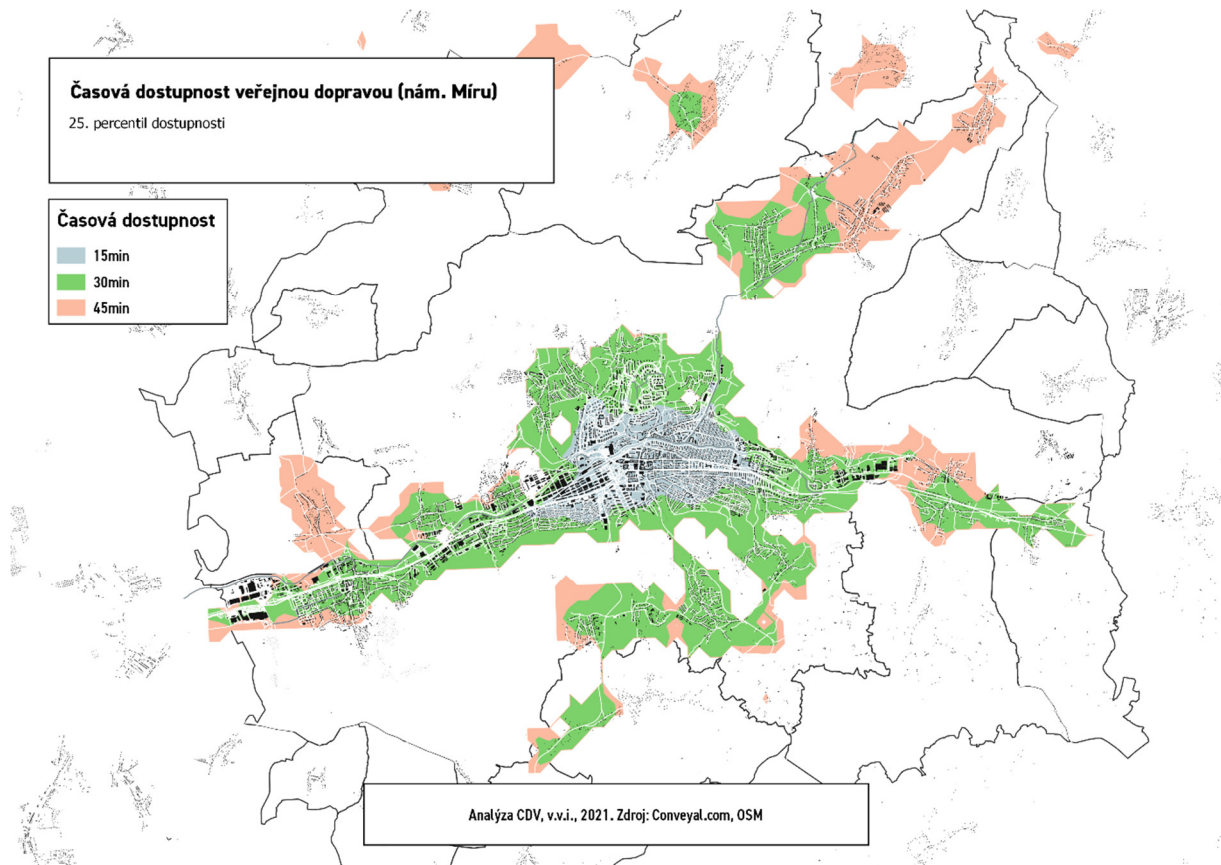 Časová dostupnost veřejnou dopravou (nám. Míru)
25. percentil dostupnosti
Časová dostupnost
15min
30min
45min
Analýza CDV, v.v.i., 2021. Zdroj: Conveyal.com, OSM